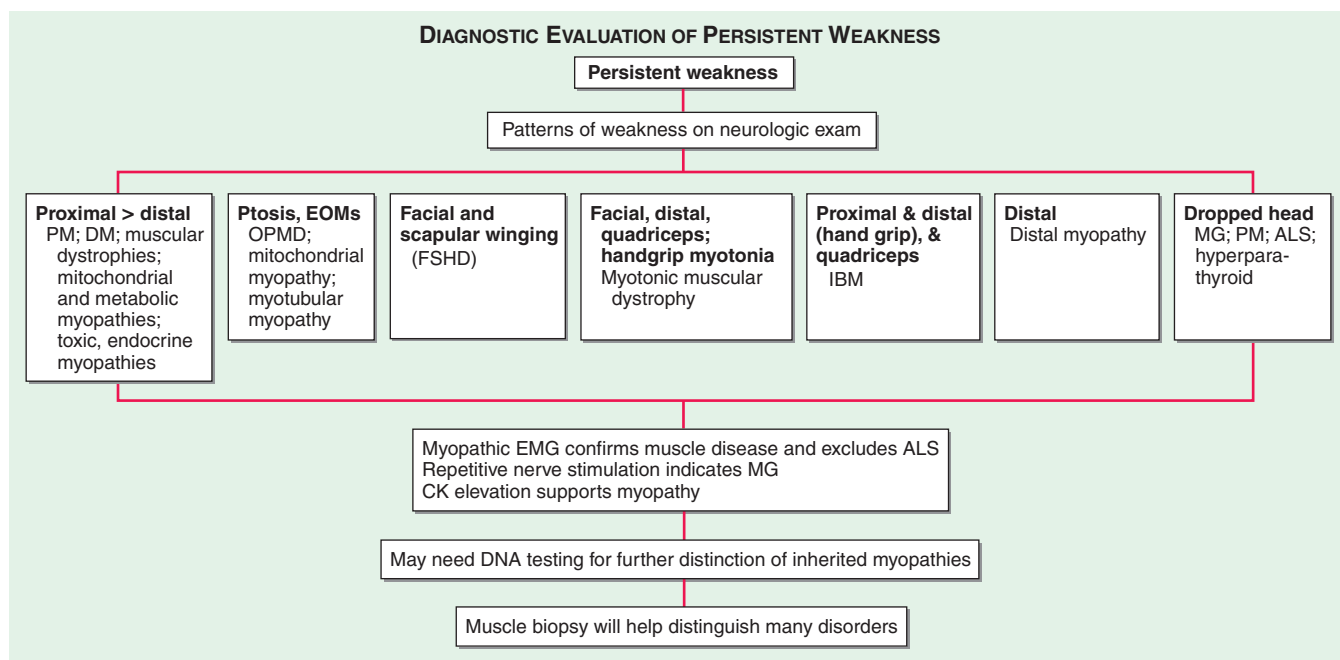 DIAGNOSTIC EVALUATION OF PERSISTENT WEAKNESS
Persistent weakness
Patterns of weakness on neurologic exam
Proximal > distal
PM; DM; muscular
dystrophies;
mitochondrial
and metabolic
myopathies;
toxic, endocrine
myopathies
Ptosis, EOMs
OPMD;
mitochondrial
myopathy;
myotubular
myopathy
Facial and
scapular winging
(FSHD)
Facial, distal,
quadriceps;
handgrip myotonia
Myotonic muscular
dystrophy
Proximal & distal
(hand grip), &
quadriceps
IBM
Distal
Distal myopathy
Dropped head
MG; PM; ALS;
hyperpara-
thyroid
Myopathic EMG confirms muscle disease and excludes ALS
Repetitive nerve stimulation indicates MG
CK elevation supports myopathy
May need DNA testing for further distinction of inherited myopathies
Muscle biopsy will help distinguish many disorders